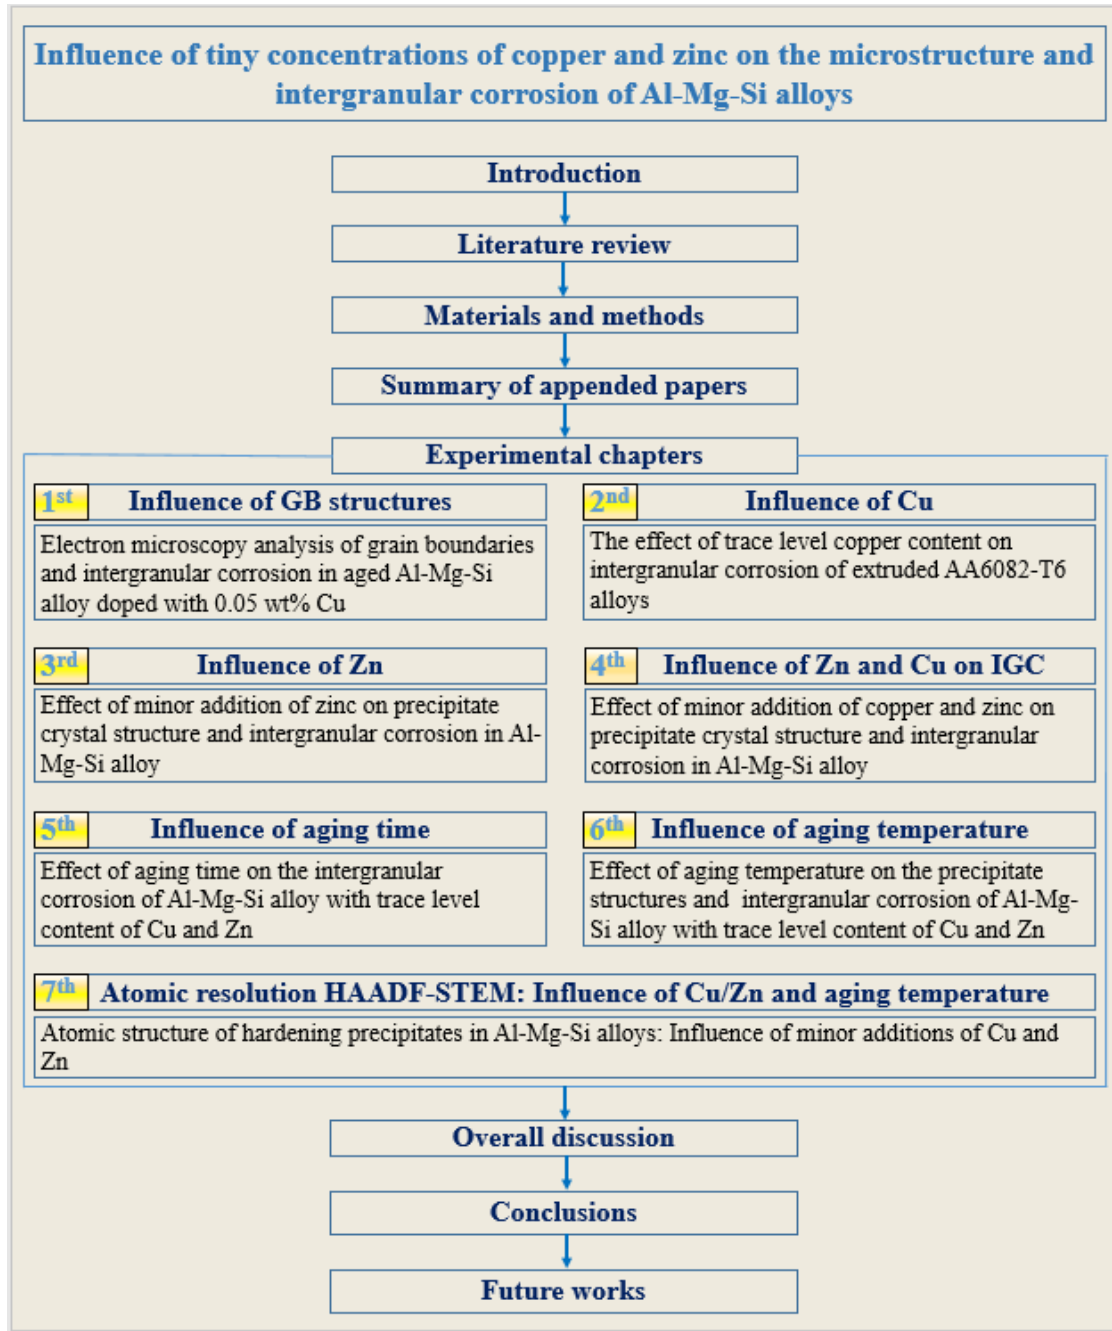 Influence of tiny concentrations of copper and zinc on the microstructure and
intergranular corrosion of Al-Mg-Si alloys
Introduction
Literature review
Materials and methods
Summary of appended papers
Experimental chapters
1st Influence of GB structures
Electron microscopy analysis of grain boundaries
and intergranular corrosion in aged Al-Mg-Si
alloy doped with 0.05 wt% Cu
2nd Influence of Cu
The effect of trace level copper content on
intergranular corrosion of extruded AA6082-T6
alloys
3rd Influence of Zn
Effect of minor addition of zinc on precipitate
crystal structure and intergranular corrosion in Al-
Mg-Si alloy
4th Influence of Zn and Cu on IGC
Effect of minor addition of copper and zinc on
precipitate crystal structure and intergranular
corrosion in Al-Mg-Si alloy
5th Influence of aging time
Effect of aging time on the intergranular
corrosion of Al-Mg-Si alloy with trace level
content of Cu and Zn
6th Influence of aging temperature
Effect of aging temperature on the precipitate
structures and intergranular corrosion of Al-Mg-
Si alloy with trace level content of Cu and Zn
7th Atomic resolution HAADF-STEM: Influence of Cu/Zn and aging temperature
Atomic structure of hardening precipitates in Al-Mg-Si alloys: Influence of minor additions of Cu and
Zn
Overall discussion
Conclusions
Future works